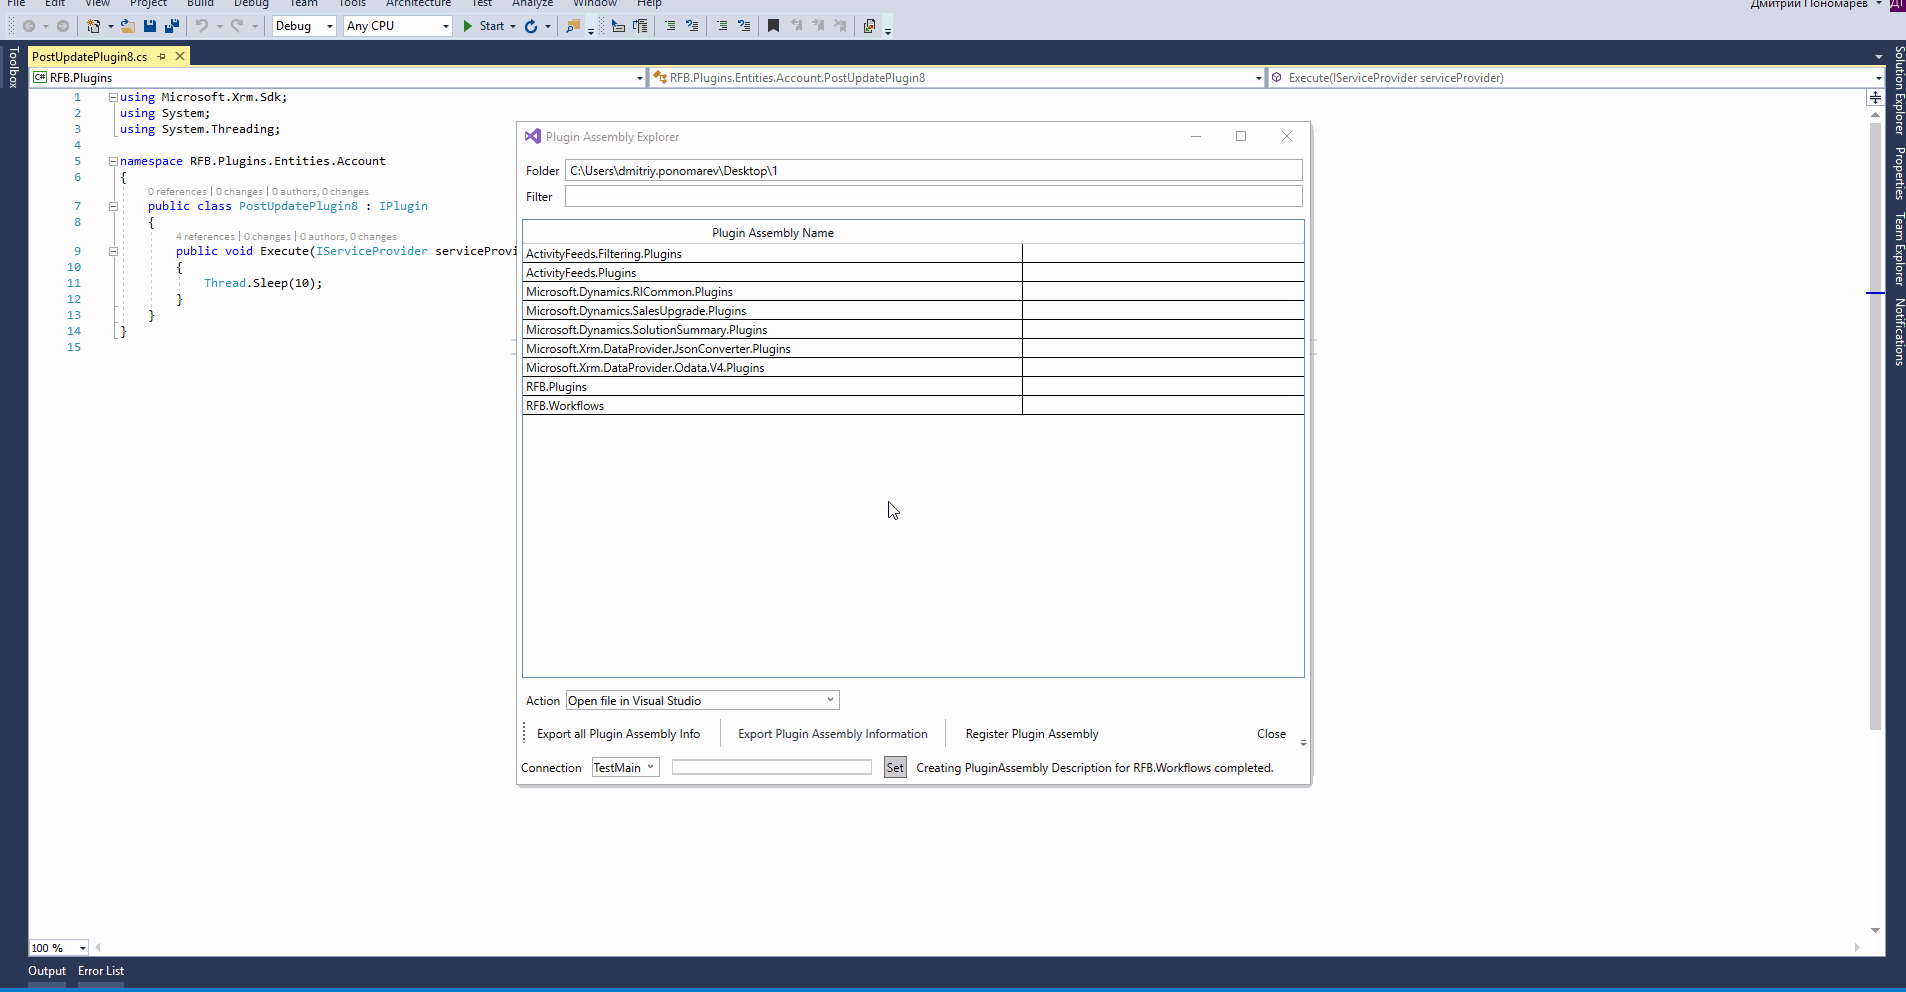 File Edit View Project Build Debug Team Tools Architecture Test Analyze Window Help
Дмитрий Пономарев ДП
Debug Any CPU Start
PostUpdatePlugin8.cs
C# RFB.Plugins RFB.Plugins.Entities.Account.PostUpdatePlugin8 Execute(IServiceProvider serviceProvider)
Toolbox
1 using Microsoft.Xrm.Sdk;
2 using System;
3 using System.Threading;
4
5 namespace RFB.Plugins.Entities.Account
6 {
0 references | 0 changes | 0 authors, 0 changes
7 public class PostUpdatePlugin8 : IPlugin
8 {
4 references | 0 changes | 0 authors, 0 changes
9 public void Execute(IServiceProvider serviceProvi
10 {
11 Thread.Sleep(10);
12 }
13 }
14 }
15
Plugin Assembly Explorer
Folder C:\Users\dmitriy.ponomarev\Desktop\1
Filter
Plugin Assembly Name
ActivityFeeds.Filtering.Plugins
ActivityFeeds.Plugins
Microsoft.Dynamics.RICommon.Plugins
Microsoft.Dynamics.SalesUpgrade.Plugins
Microsoft.Dynamics.SolutionSummary.Plugins
Microsoft.Xrm.DataProvider.JsonConverter.Plugins
Microsoft.Xrm.DataProvider.Odata.V4.Plugins
RFB.Plugins
RFB.Workflows
Action Open file in Visual Studio
Export all Plugin Assembly Info Export Plugin Assembly Information Register Plugin Assembly Close
Connection TestMain Set Creating PluginAssembly Description for RFB.Workflows completed.
Solution Explorer
Properties
Team Explorer
Notifications
100 %
Output Error List